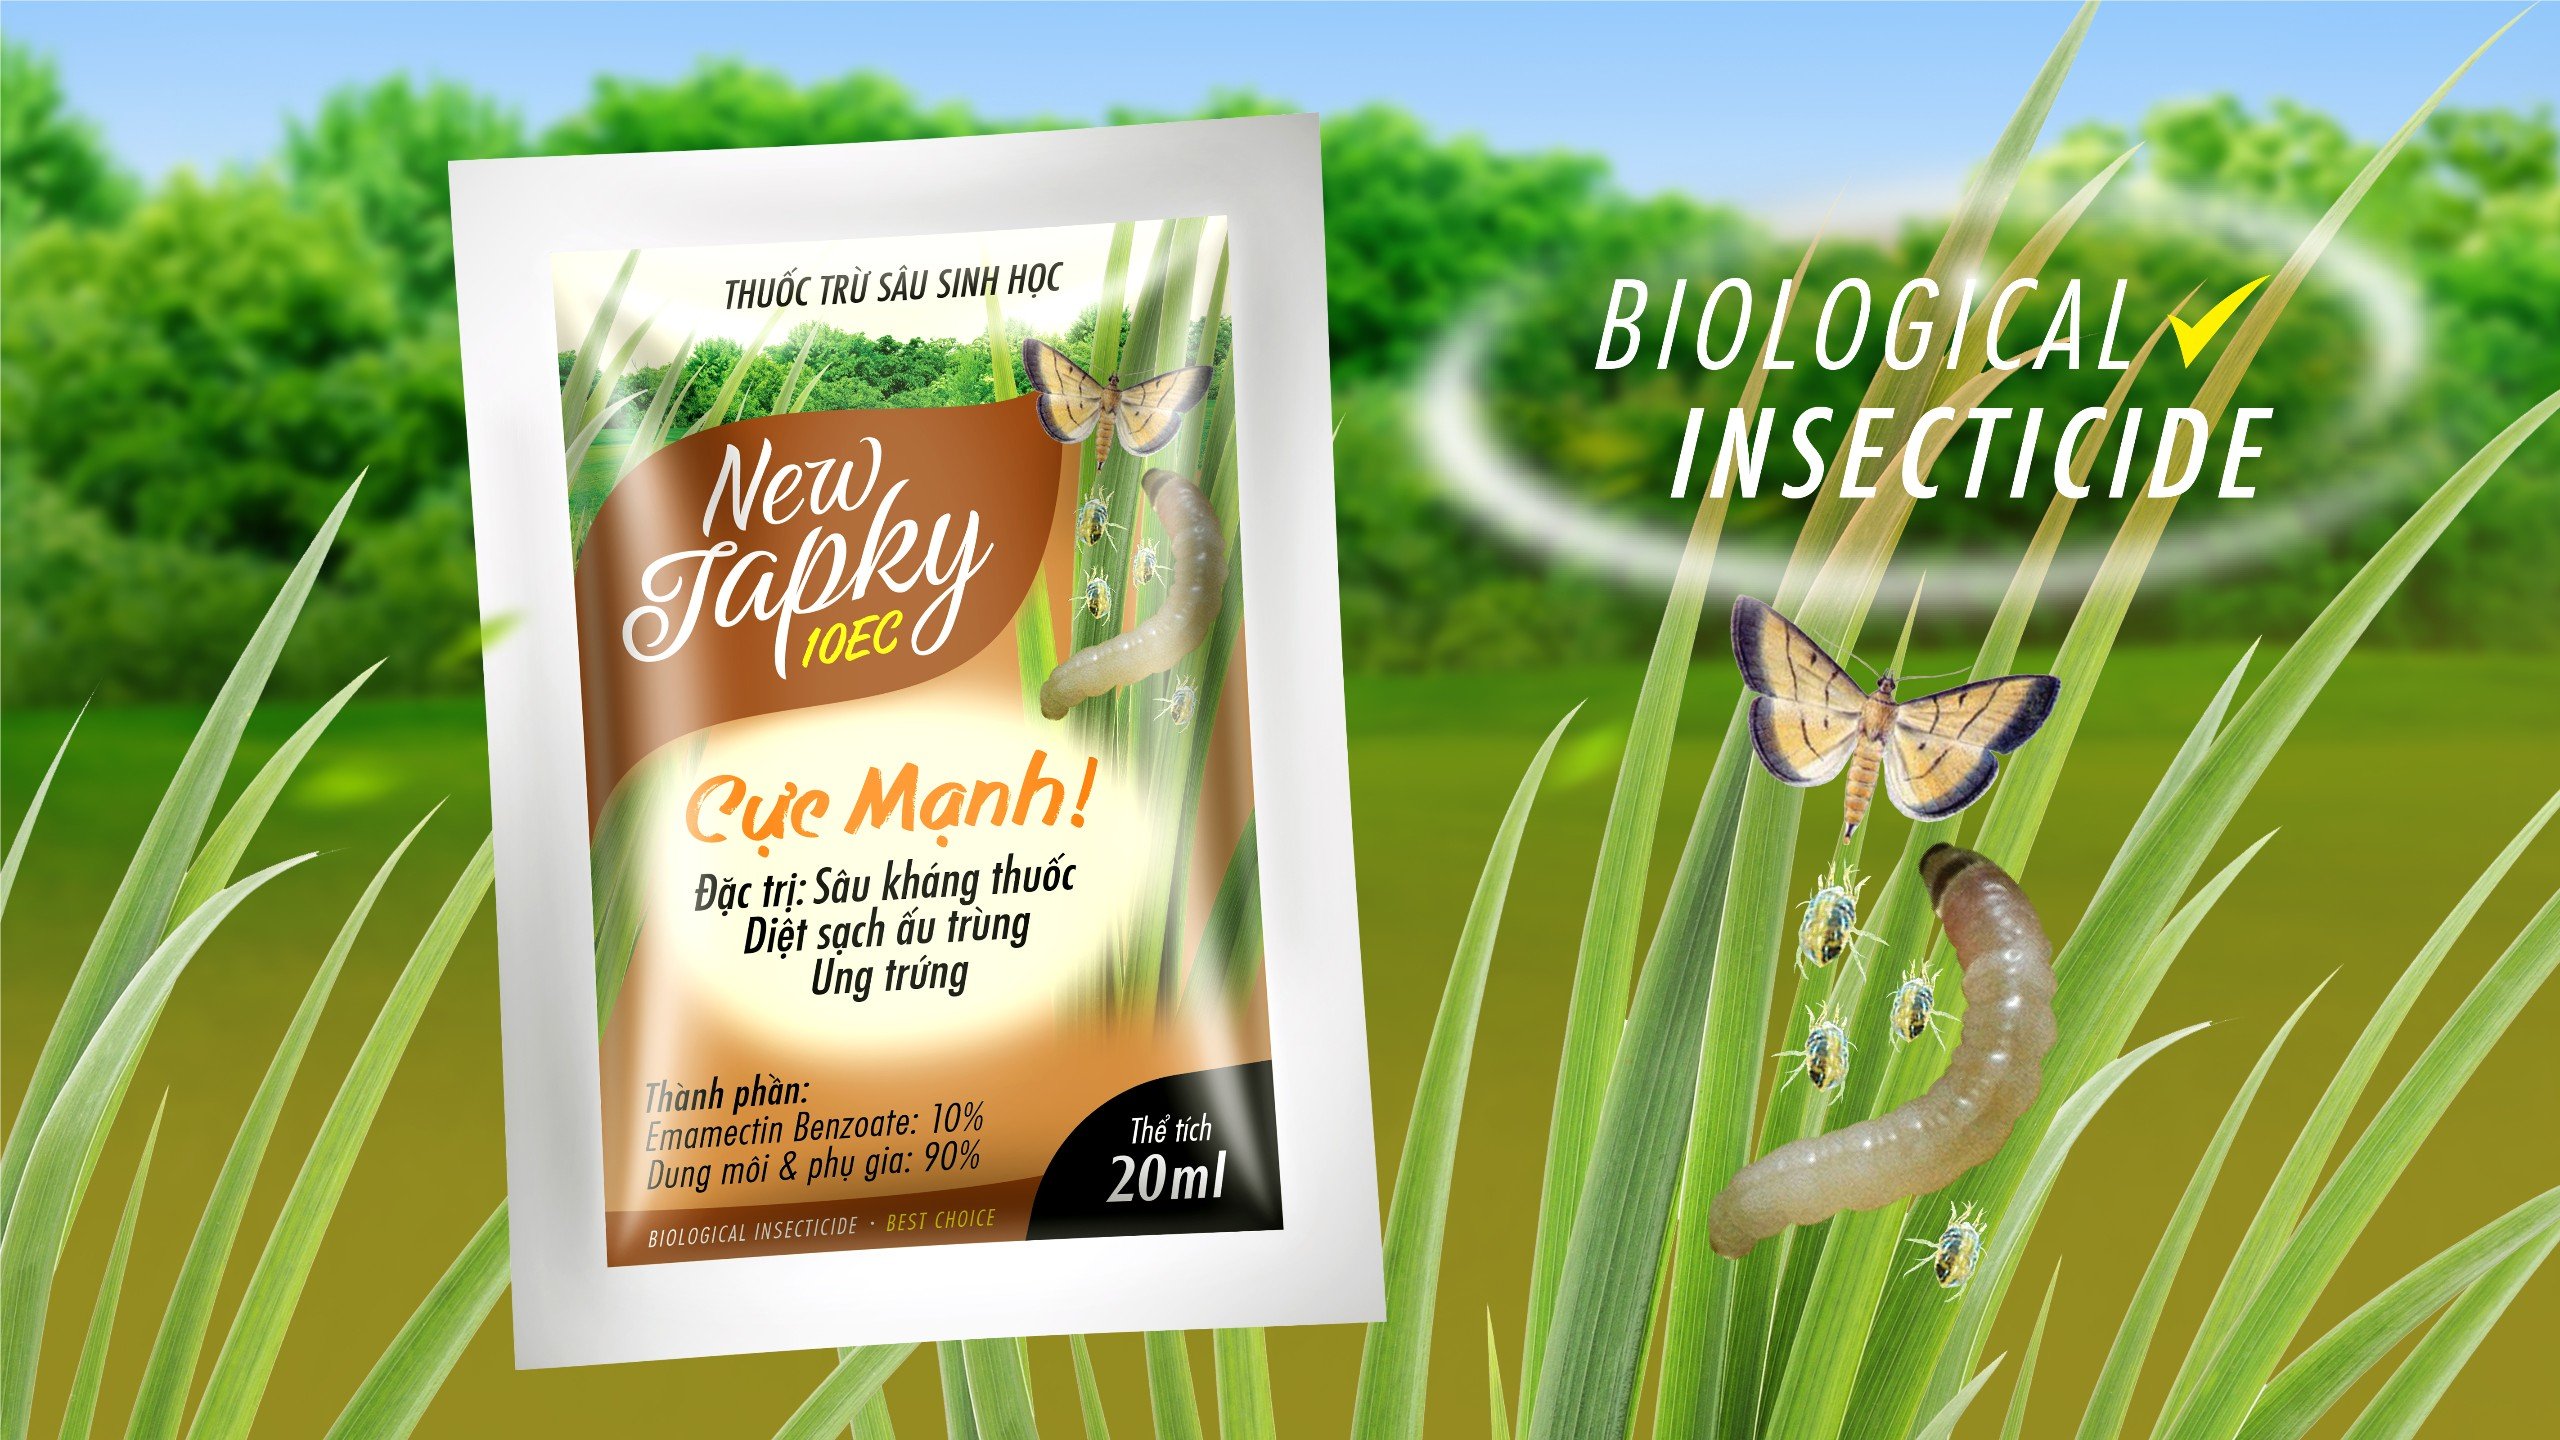 THUỐC TRỪ SÂU SINH HỌC
New
Tapky
10EC
Cực Mạnh!
Đặc trị: Sâu kháng thuốc
Diệt sạch ấu trùng
Ung trứng
Thành phần:
Emamectin Benzoate: 10%
Dung môi & phụ gia: 90%
Thể tích
20ml
BIOLOGICAL INSECTICIDE · BEST CHOICE
BIOLOGICAL
INSECTICIDE